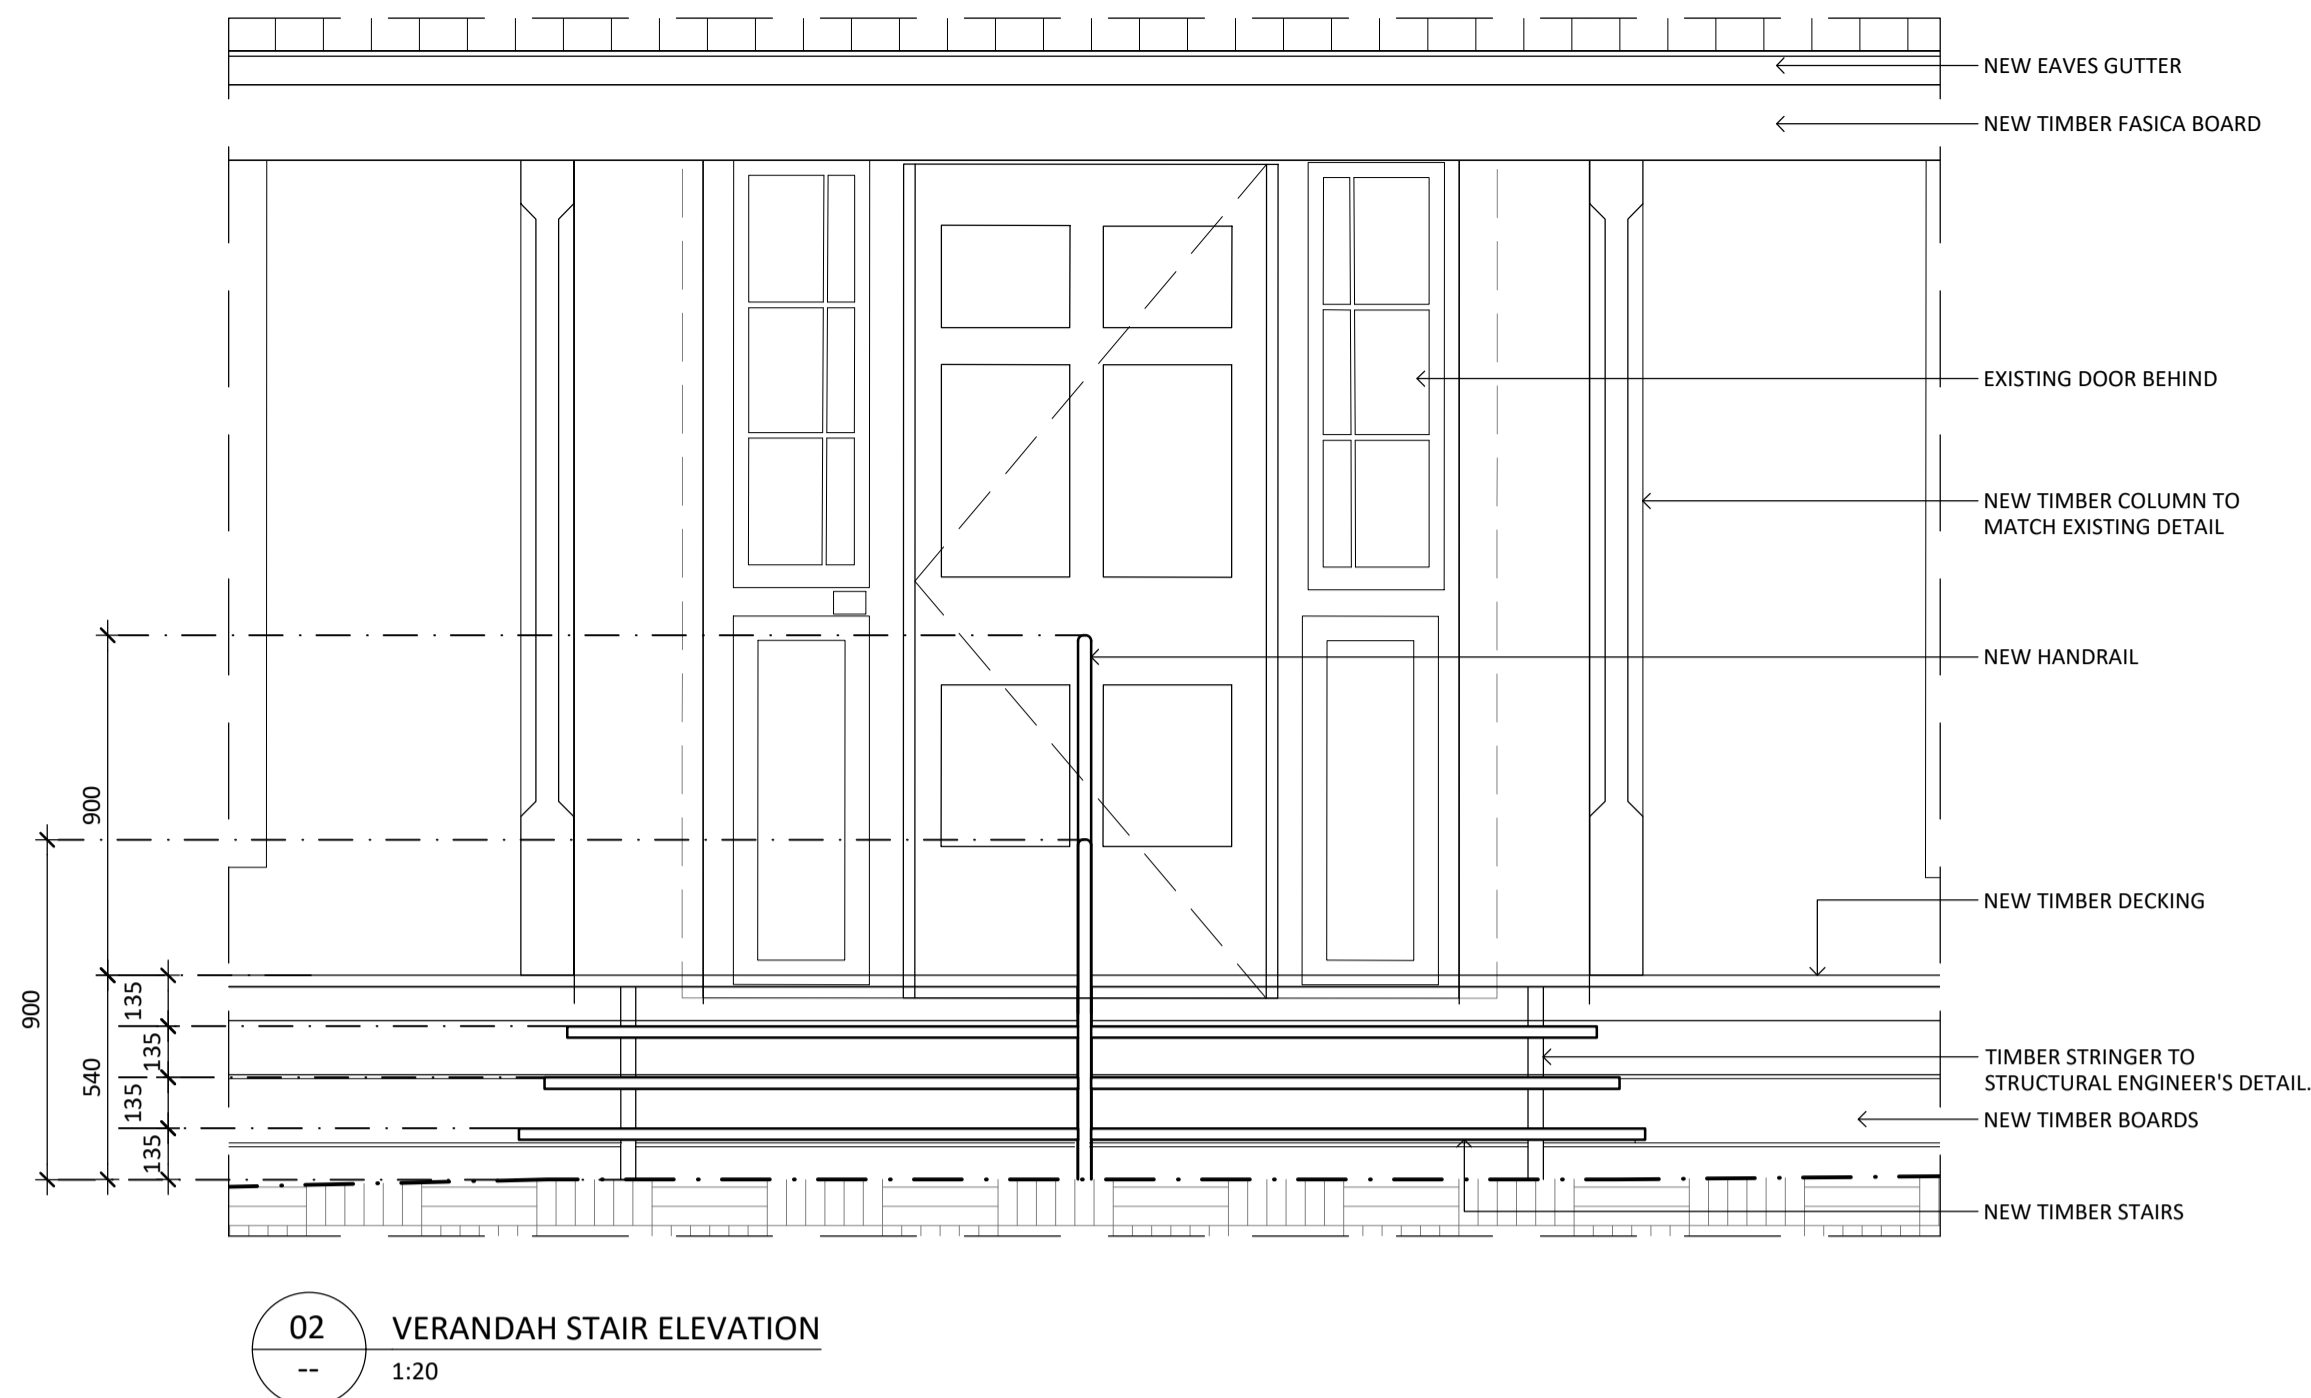 NEW EAVES GUTTER
NEW TIMBER FASICA BOARD
EXISTING DOOR BEHIND
NEW TIMBER COLUMN TO
MATCH EXISTING DETAIL
NEW HANDRAIL
NEW TIMBER DECKING
TIMBER STRINGER TO
STRUCTURAL ENGINEER'S DETAIL.
NEW TIMBER BOARDS
NEW TIMBER STAIRS
900
900
540
135
135
135
135
02
--
VERANDAH STAIR ELEVATION
1:20